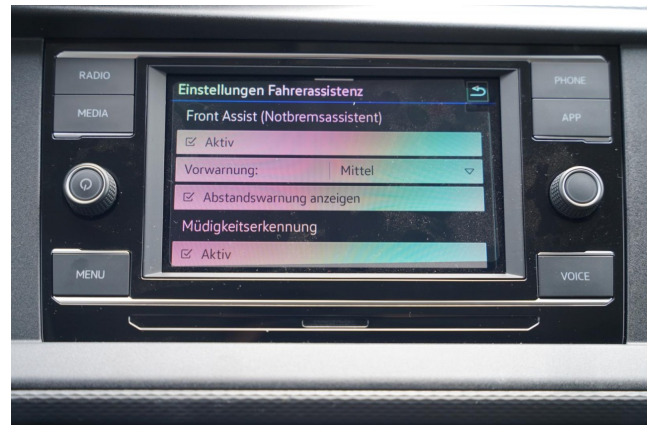 RADIO
MEDIA
MENU
Einstellungen Fahrerassistenz
Front Assist (Notbremsassistent)
Aktiv
Vorwarnung: Mittel
Abstandswarnung anzeigen
Müdigkeitserkennung
Aktiv
PHONE
APP
VOICE